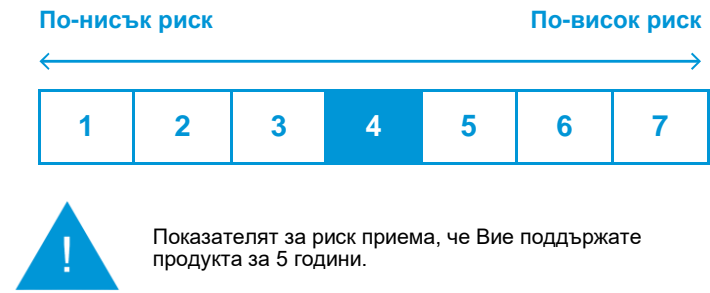 По-нисък риск По-висок риск
1 2 3 4 5 6 7
!
Показателят за риск приема, че Вие поддържате
продукта за 5 години.